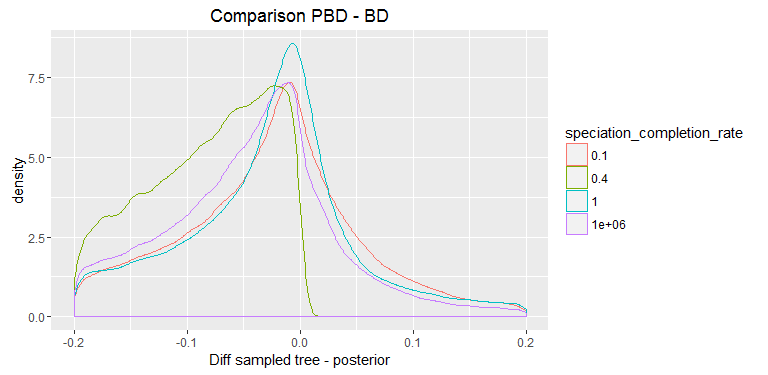 Comparison PBD - BD
density
7.5
5.0
2.5
0.0
-0.2
-0.1
0.0
0.1
0.2
Diff sampled tree - posterior
speciation_completion_rate
0.1
0.4
1
1e+06